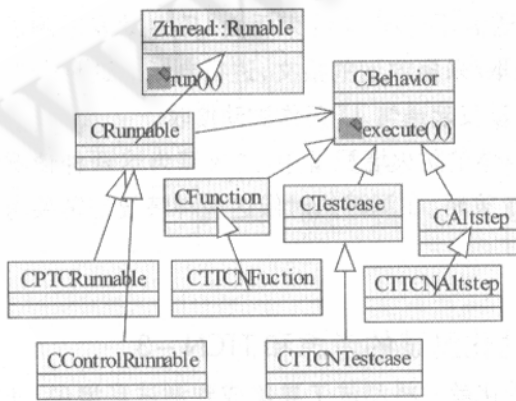 Zthread::Runable
run()()
CBehavior
execute()()
CRunnable
CFunction
CTestcase
CAltstep
CPTCRunnable
CTTCNFuction
CTTCNAltstep
CControlRunnable
CTTCNTestcase